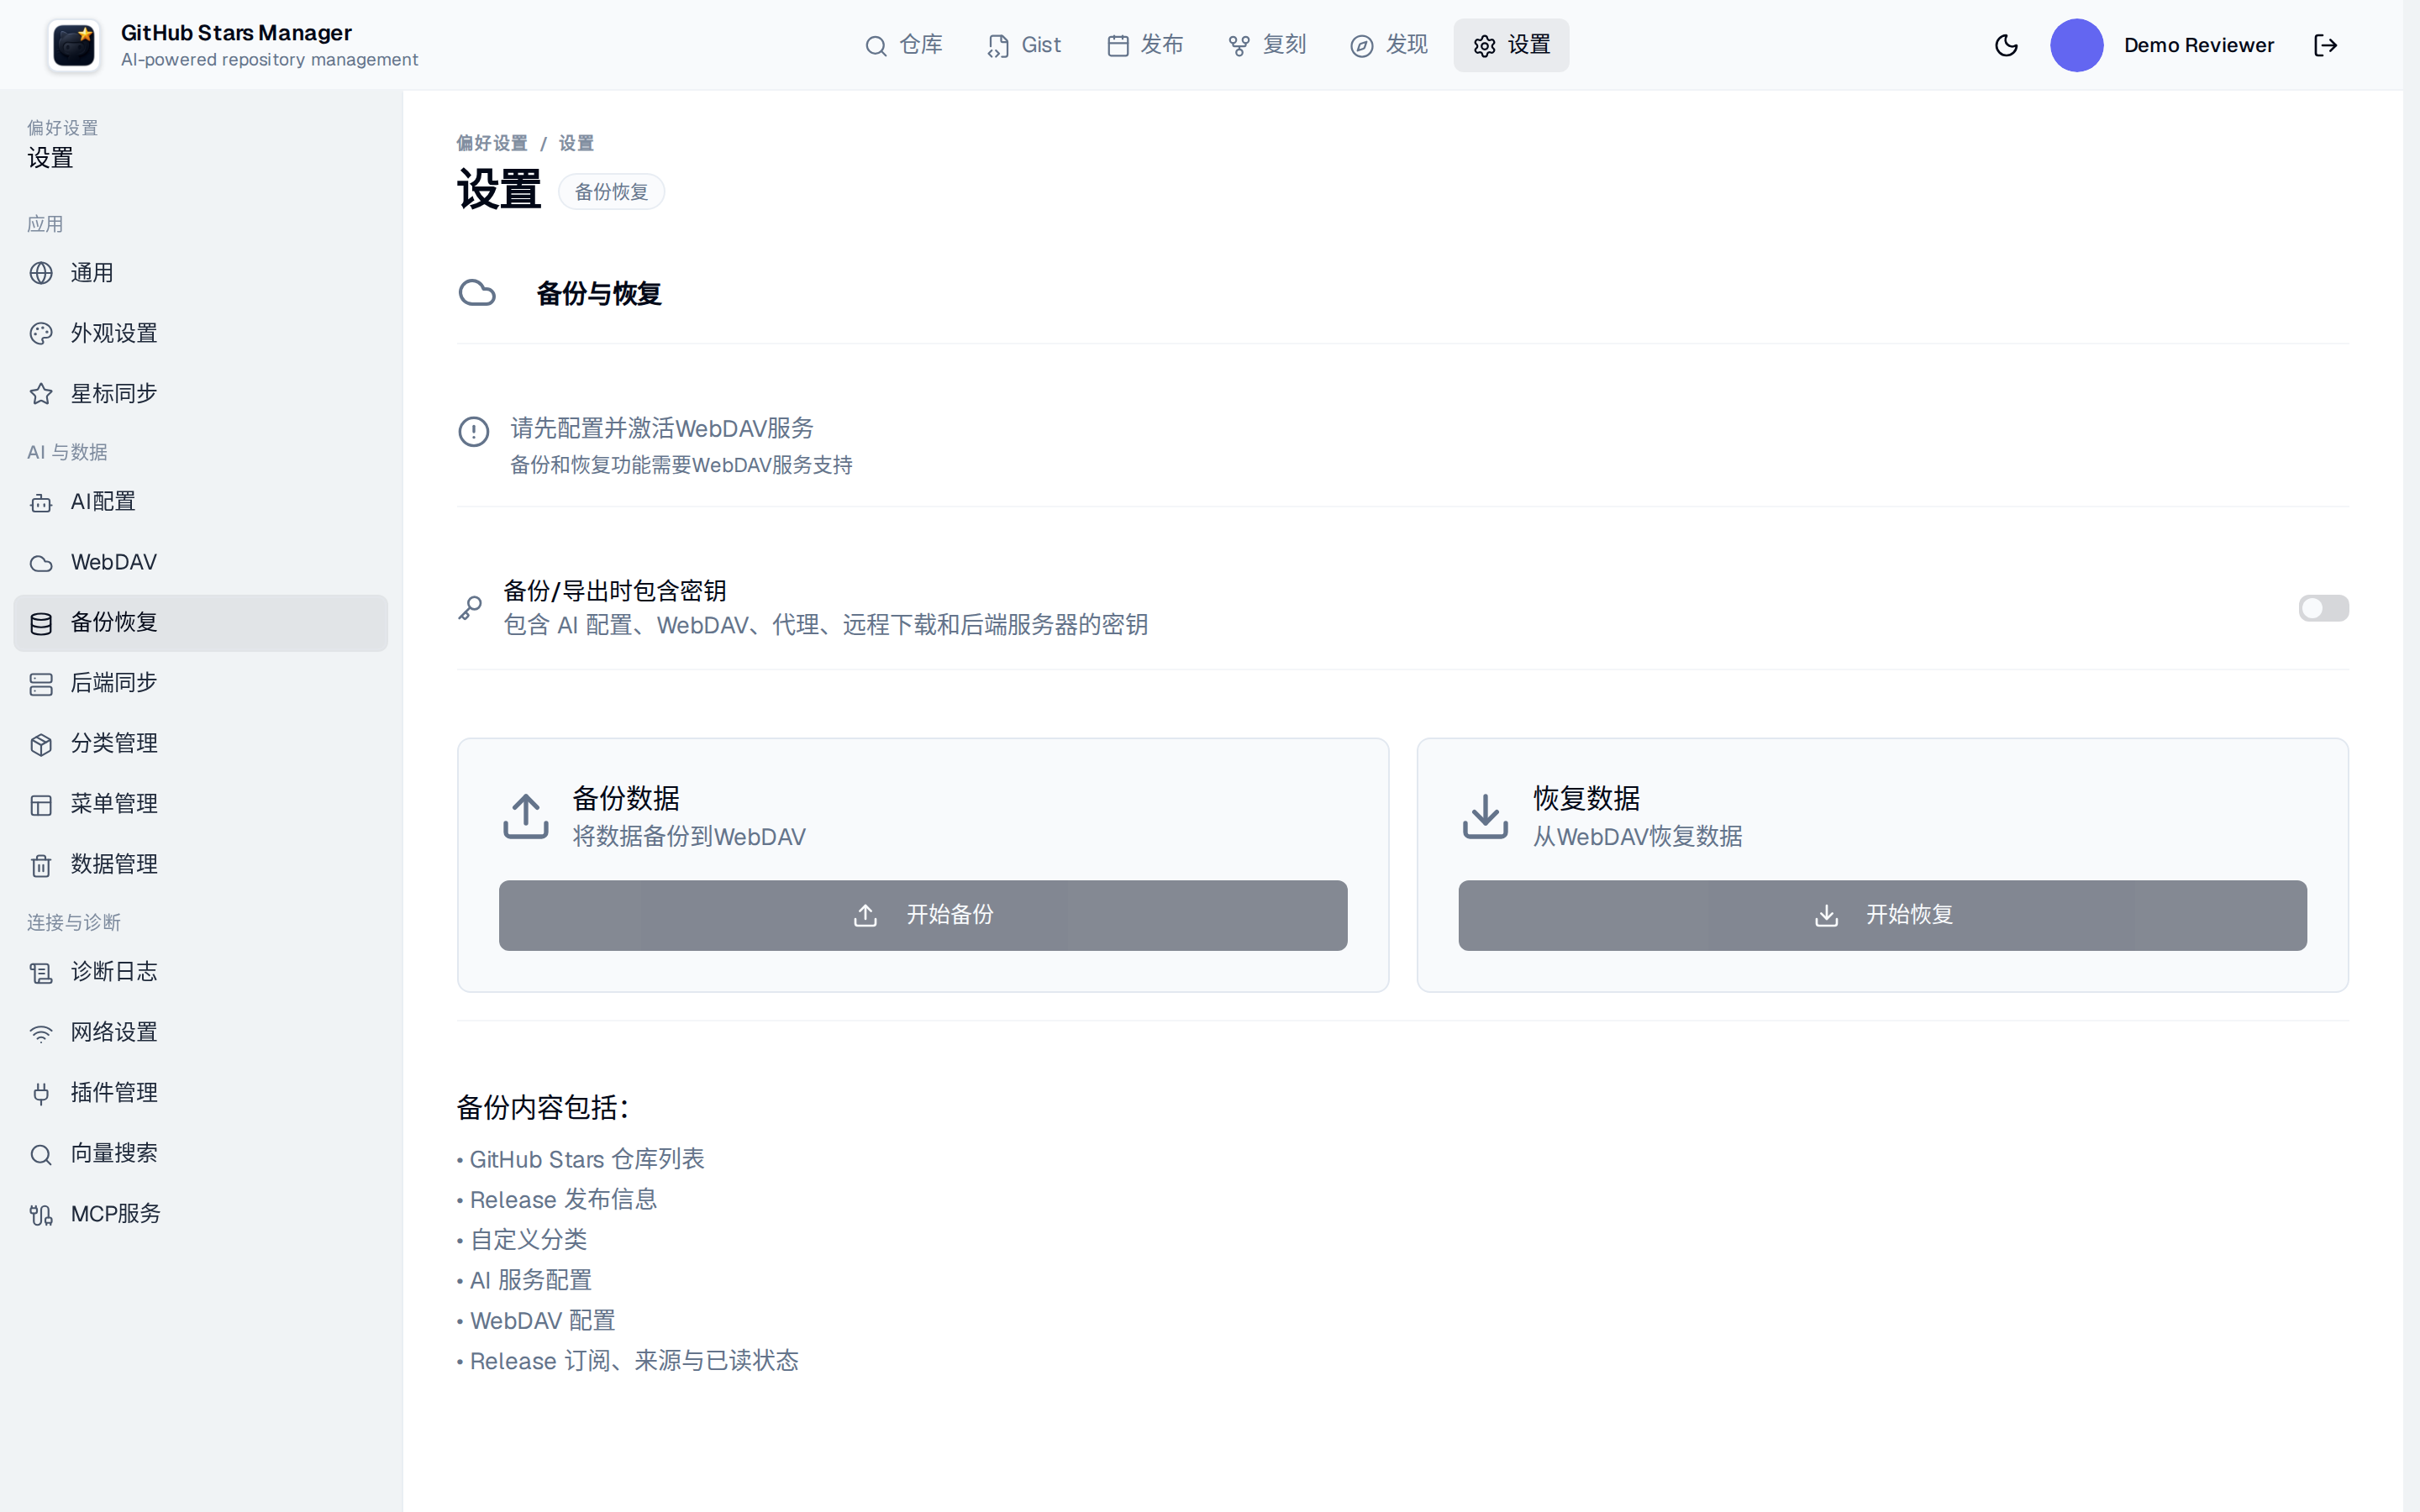 GitHub Stars Manager
AI-powered repository management
仓库
Gist
发布
复刻
发现
设置
Demo Reviewer
偏好设置
设置
应用
通用
外观设置
星标同步
AI 与数据
AI配置
WebDAV
备份恢复
后端同步
分类管理
菜单管理
数据管理
连接与诊断
诊断日志
网络设置
插件管理
向量搜索
MCP服务
偏好设置 / 设置
设置
备份恢复
备份与恢复
请先配置并激活WebDAV服务
备份和恢复功能需要WebDAV服务支持
备份/导出时包含密钥
包含 AI 配置、WebDAV、代理、远程下载和后端服务器的密钥
备份数据
将数据备份到WebDAV
开始备份
恢复数据
从WebDAV恢复数据
开始恢复
备份内容包括：
• GitHub Stars 仓库列表
• Release 发布信息
• 自定义分类
• AI 服务配置
• WebDAV 配置
• Release 订阅、来源与已读状态